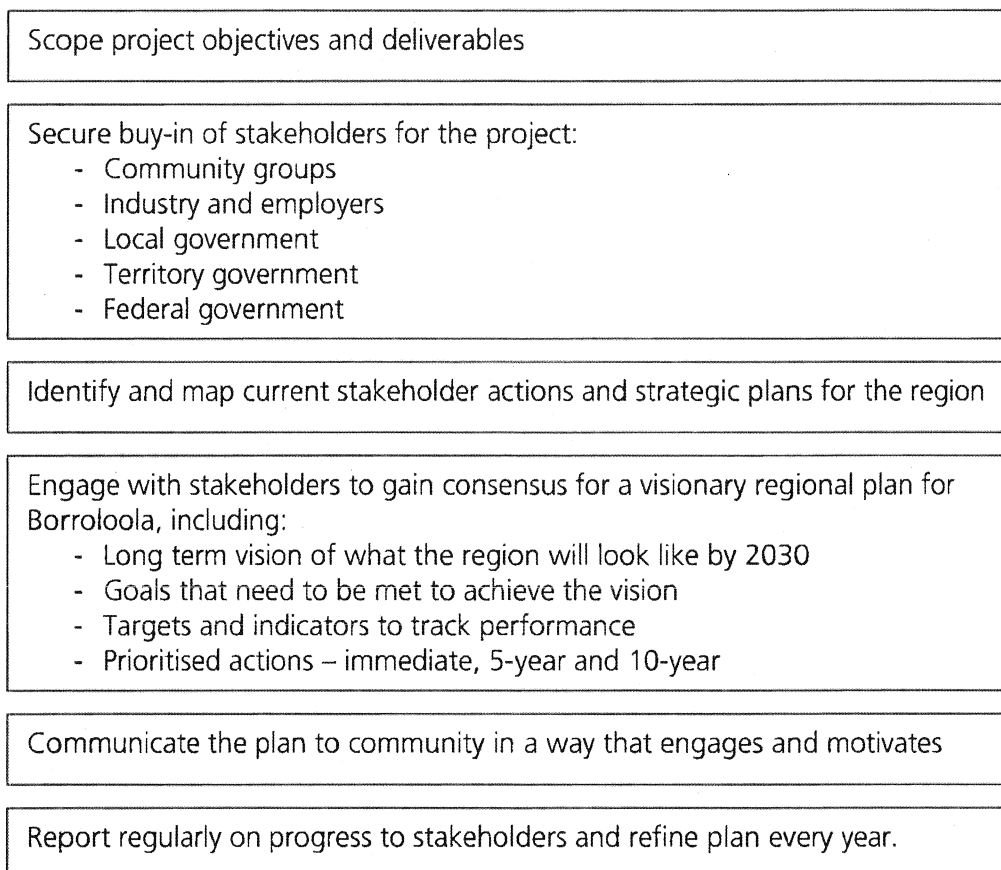 Scope project objectives and deliverables
Secure buy-in of stakeholders for the project:
- Community groups
- Industry and employers
- Local government
- Territory government
- Federal government
Identify and map current stakeholder actions and strategic plans for the region
Engage with stakeholders to gain consensus for a visionary regional plan for
Borroloola, including:
- Long term vision of what the region will look like by 2030
- Goals that need to be met to achieve the vision
- Targets and indicators to track performance
- Prioritised actions – immediate, 5-year and 10-year
Communicate the plan to community in a way that engages and motivates
Report regularly on progress to stakeholders and refine plan every year.